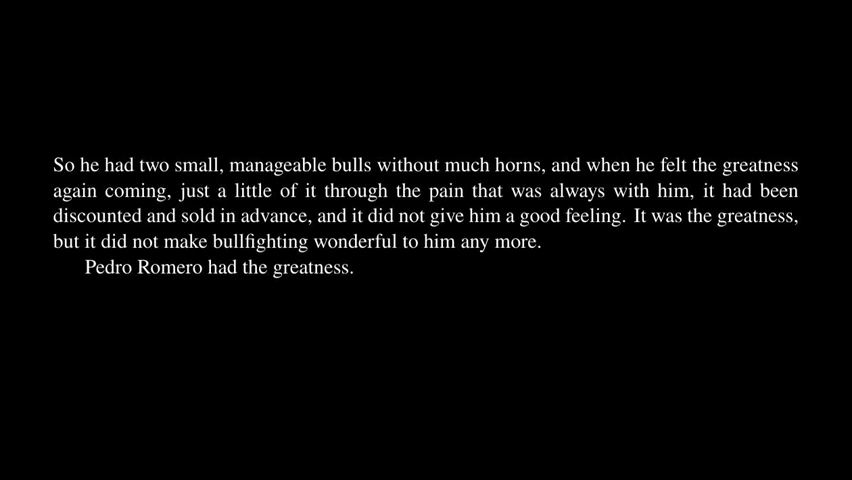 So he had two small, manageable bulls without much horns, and when he felt the greatness
again coming, just a little of it through the pain that was always with him, it had been
discounted and sold in advance, and it did not give him a good feeling. It was the greatness,
but it did not make bullfighting wonderful to him any more.
Pedro Romero had the greatness.